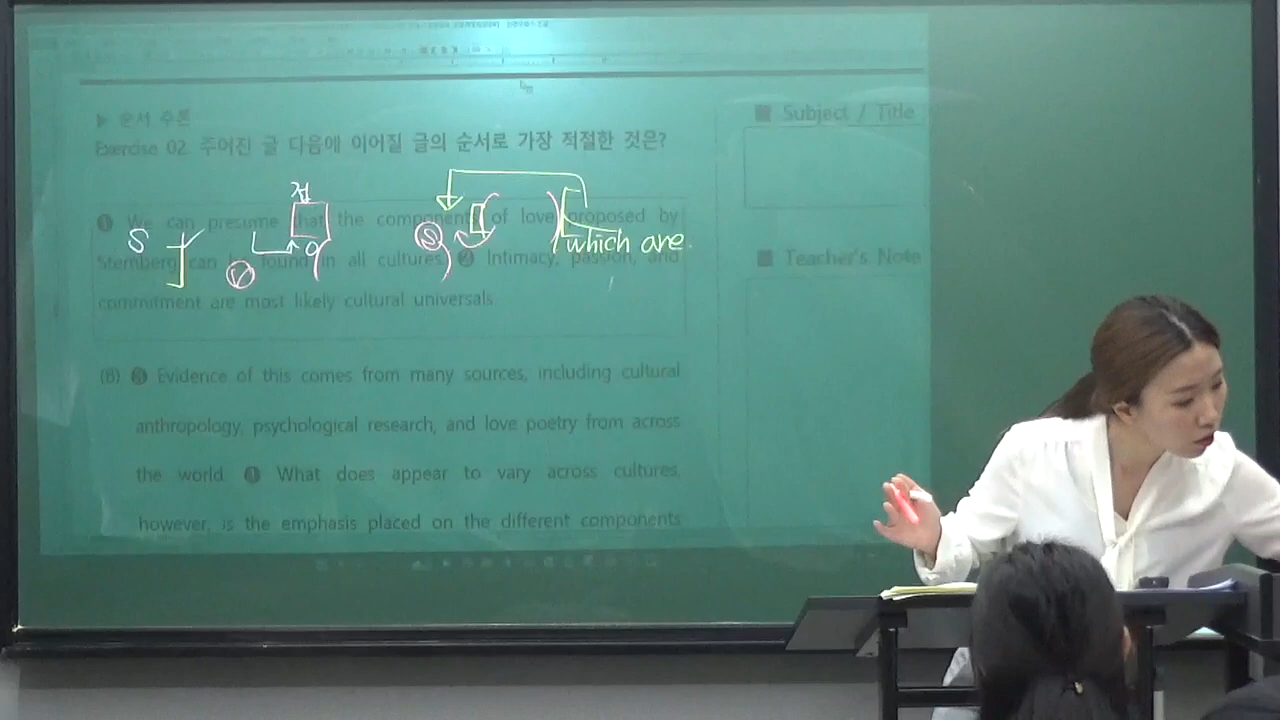 ▶ 순서 추론
Exercise 02. 주어진 글 다음에 이어질 글의 순서로 가장 적절한 것은?
접
❶ We can presume that the components of love proposed by
S
which are.
Sternberg can be found in all cultures. ❷ Intimacy, passion, and
commitment are most likely cultural universals.
(B) ❸ Evidence of this comes from many sources, including cultural
anthropology, psychological research, and love poetry from across
the world. ❹ What does appear to vary across cultures,
however, is the emphasis placed on the different components
■ Subject / Title
■ Teacher's Note